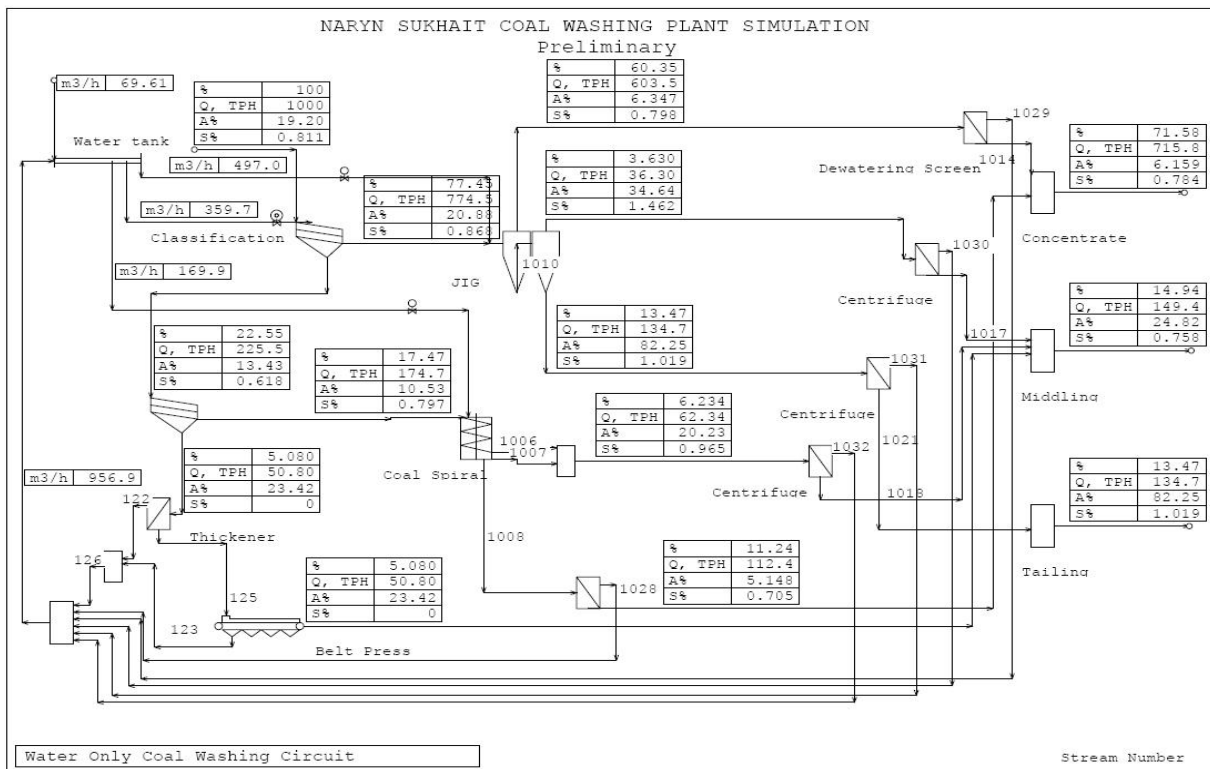 NARYN SUKHAIT COAL WASHING PLANT SIMULATION
Preliminary
m3/h 69.61
% 100
Q, TPH 1000
A% 19.20
S% 0.811
% 60.35
Q, TPH 603.5
A% 6.347
S% 0.798
1029
Water tank
m3/h 497.0
1014
Dewatering Screen
% 71.58
Q, TPH 715.8
A% 6.159
S% 0.784
% 3.630
Q, TPH 36.30
A% 34.64
S% 1.462
% 77.45
Q, TPH 774.5
A% 20.88
S% 0.868
m3/h 359.7
Classification
Concentrate
1030
m3/h 169.9
1010
JIG
Centrifuge
% 14.94
Q, TPH 149.4
A% 24.82
S% 0.758
% 13.47
Q, TPH 134.7
A% 82.25
S% 1.019
1017
% 22.55
Q, TPH 225.5
A% 13.43
S% 0.618
% 17.47
Q, TPH 174.7
A% 10.53
S% 0.797
1031
Middling
Centrifuge
% 6.234
Q, TPH 62.34
A% 20.23
S% 0.965
1006
1007
1032
1021
Coal Spiral
% 5.080
Q, TPH 50.80
A% 23.42
S% 0
m3/h 956.9
122
Centrifuge
1018
% 13.47
Q, TPH 134.7
A% 82.25
S% 1.019
Thickener
1008
126
% 5.080
Q, TPH 50.80
A% 23.42
S% 0
% 11.24
Q, TPH 112.4
A% 5.148
S% 0.705
Tailing
1028
125
123
Belt Press
Water Only Coal Washing Circuit
Stream Number